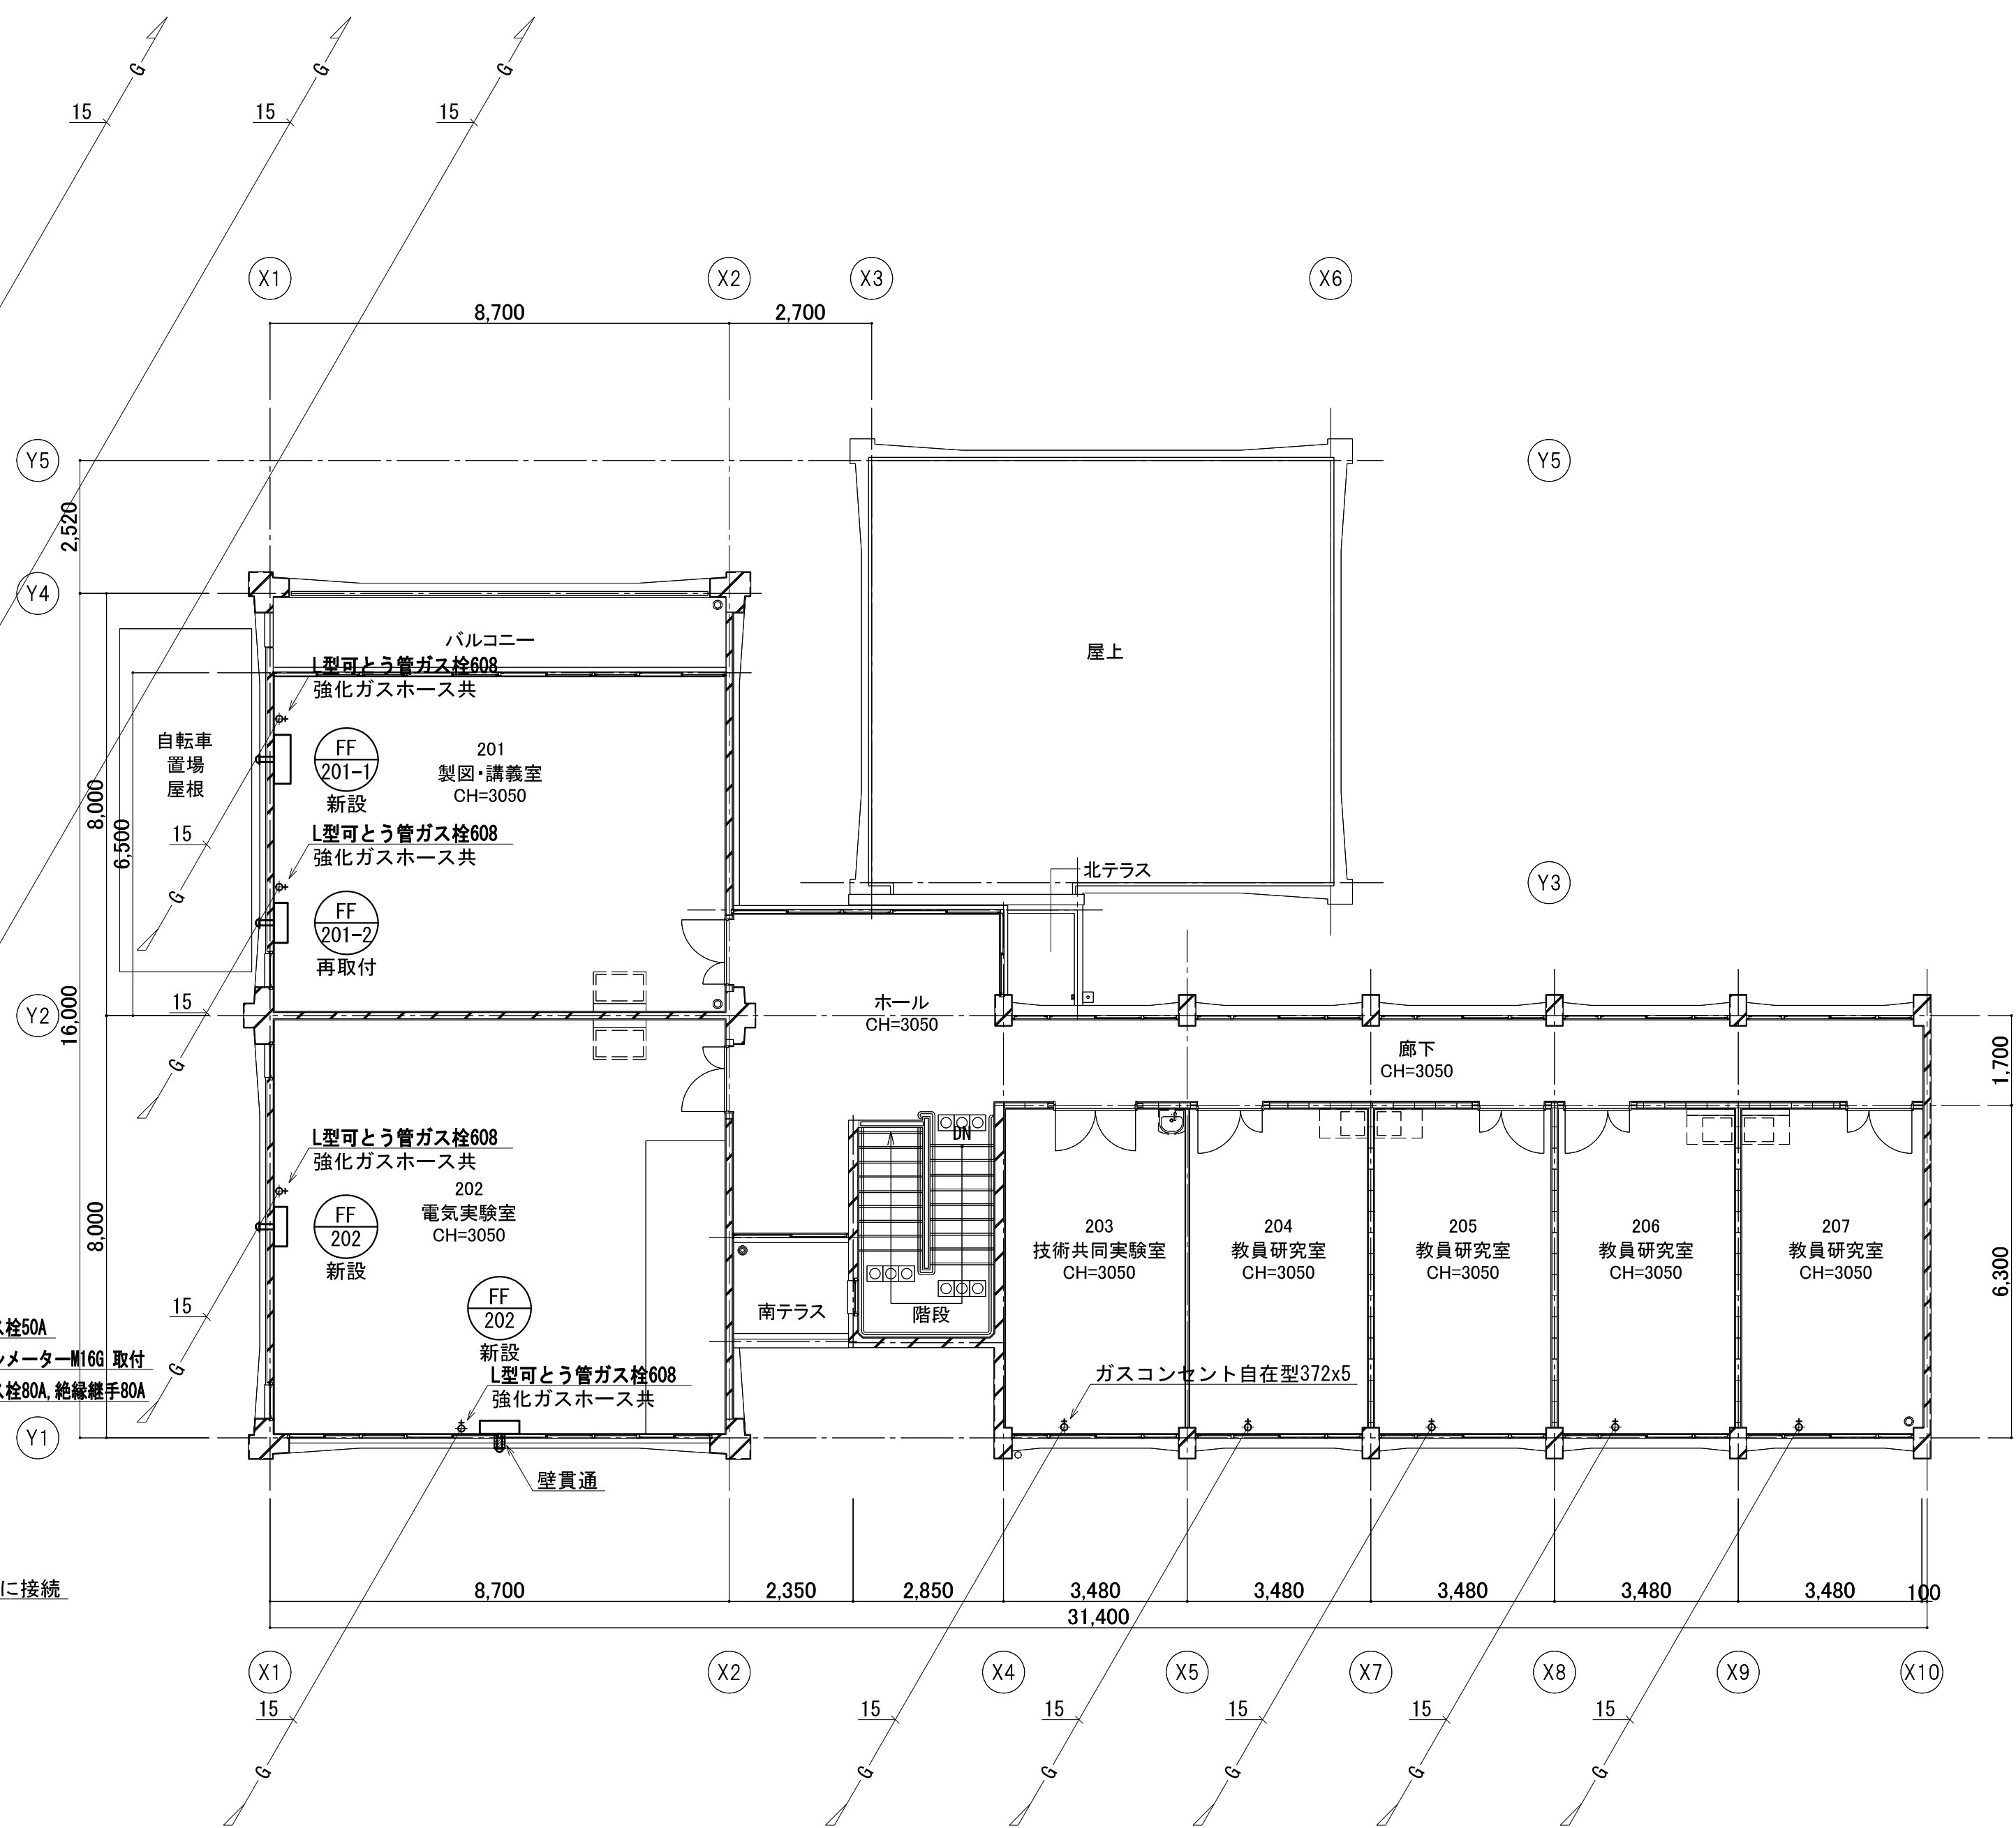 G
G
G
15
15
15
X1
X2
X3
X6
8,700
2,700
Y5
Y5
2,520
Y4
バルコニー
屋上
L型可とう管ガス栓608
強化ガスホース共
自転車
置場
屋根
FF
201-1
新設
201
製図・講義室
CH=3050
8,000
6,500
15
L型可とう管ガス栓608
強化ガスホース共
北テラス
Y3
G
FF
201-2
再取付
16,000
15
Y2
ホール
CH=3050
廊下
CH=3050
1,700
G
DN
L型可とう管ガス栓608
強化ガスホース共
202
電気実験室
CH=3050
8,000
FF
202
新設
203
技術共同実験室
CH=3050
204
教員研究室
CH=3050
205
教員研究室
CH=3050
206
教員研究室
CH=3050
207
教員研究室
CH=3050
6,300
15
FF
202
新設
南テラス
階段
ス栓50A
ンメーターM16G 取付
ス栓80A,絶縁継手80A
G
L型可とう管ガス栓608
強化ガスホース共
ガスコンセント自在型372x5
Y1
壁貫通
に接続
8,700
2,350
2,850
3,480
3,480
3,480
3,480
3,480
100
31,400
X1
X2
X4
X5
X7
X8
X9
X10
15
15
15
15
15
15
G
G
G
G
G
G